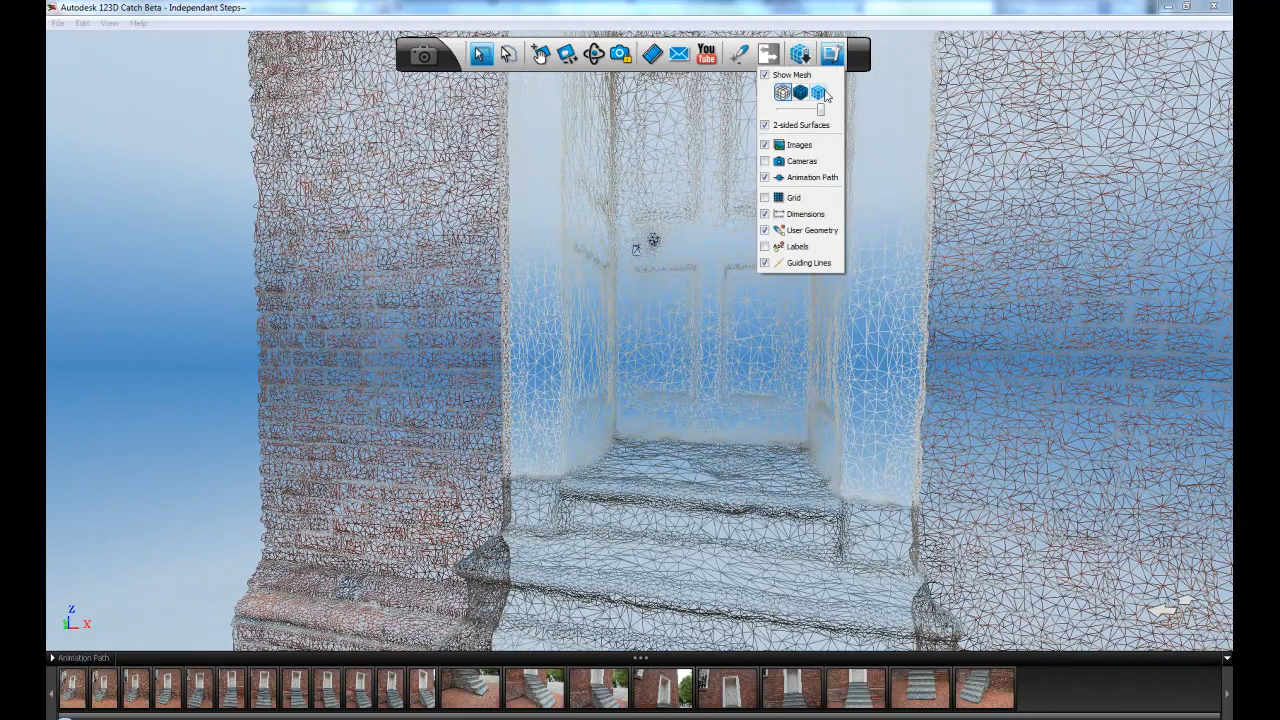 Autodesk 123D Catch Beta - Independant Steps~
File Edit View Help
You
Tube
Show Mesh
2-sided Surfaces
Images
Cameras
Animation Path
Grid
Dimensions
User Geometry
Labels
Guiding Lines
Z
Y X
Animation Path